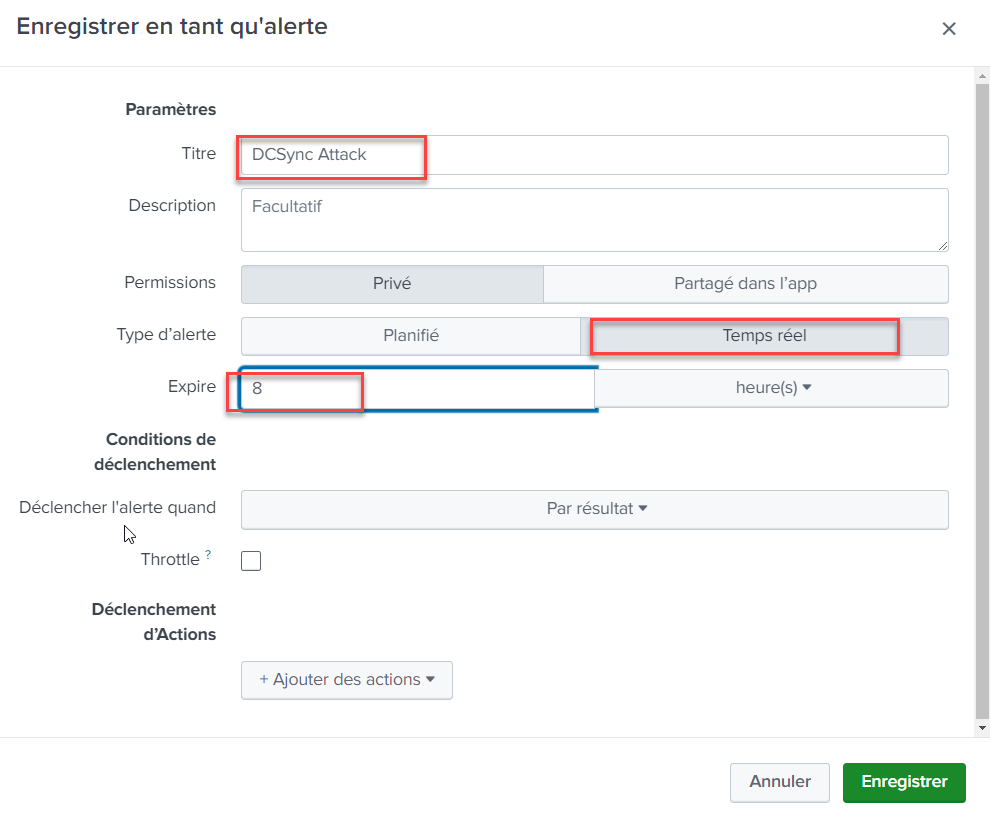 Enregistrer en tant qu'alerte
Paramètres
Titre
DCSync Attack
Description
Facultatif
Permissions
Privé
Partagé dans l’app
Type d’alerte
Planifié
Temps réel
Expire
8
heure(s)
Conditions de
déclenchement
Déclencher l'alerte quand
Par résultat
Throttle ?
Déclenchement
d’Actions
+ Ajouter des actions
Annuler
Enregistrer